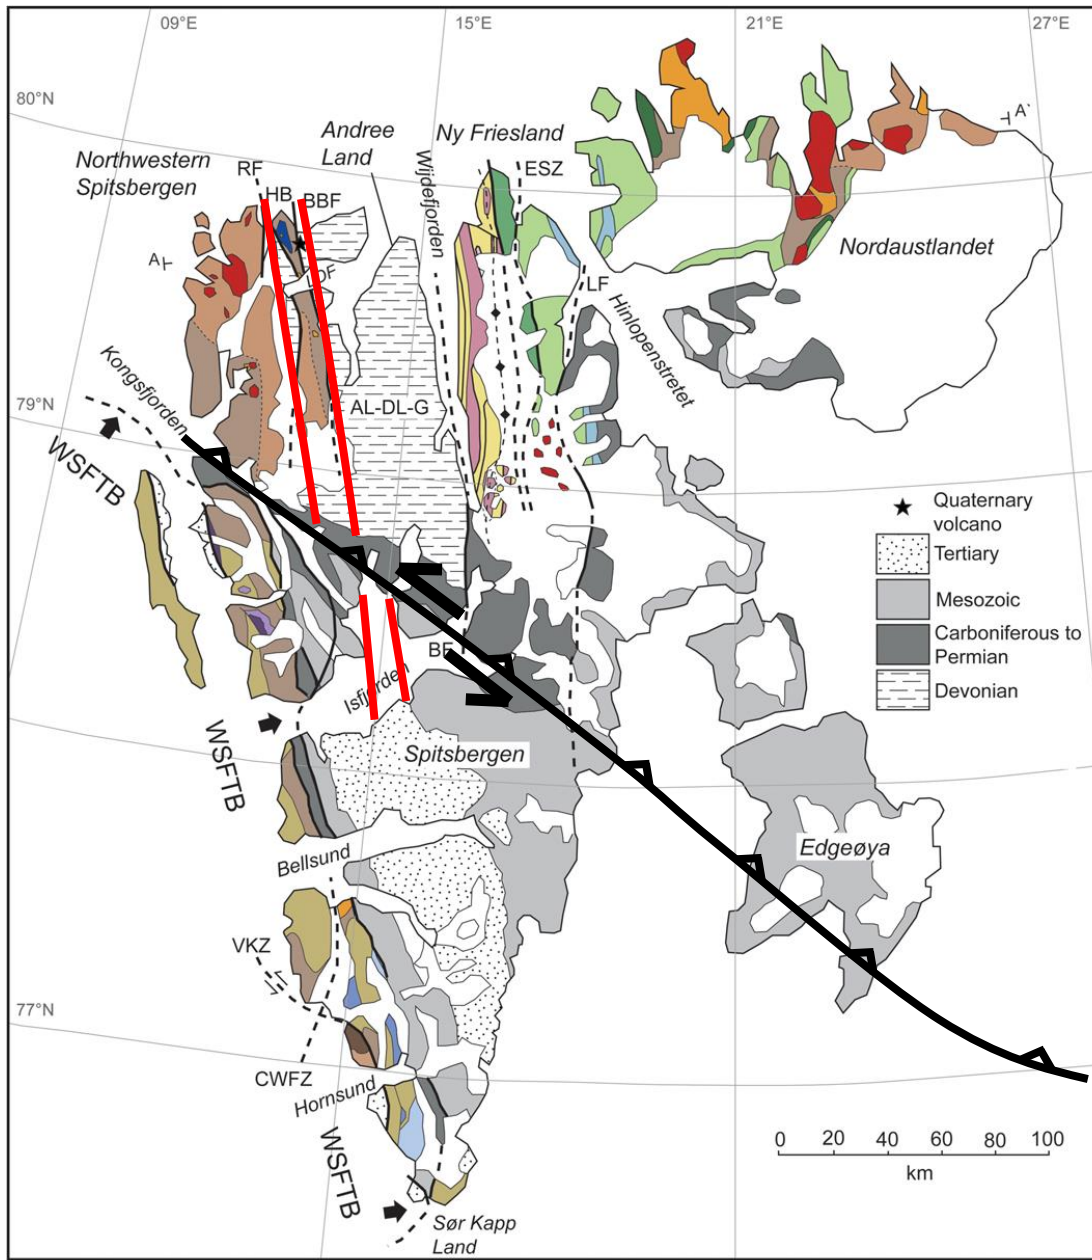 09°E
15°E
21°E
27°E
80°N
Andree
Land
Ny Friesland
A'
Northwestern
Spitsbergen
RF
HB
BBF
Wijdefjorden
ESZ
Nordaustlandet
A
LF
Hinlopenstretet
Kongsfjorden
79°N
AL-DL-G
WSFTB
Quaternary
volcano
Tertiary
Mesozoic
Carboniferous to
Permian
Devonian
BF
Isfjorden
WSFTB
Spitsbergen
Edgeøya
Bellsund
VKZ
77°N
CWFZ
Hornsund
WSFTB
0 20 40 60 80 100
km
Sør Kapp
Land